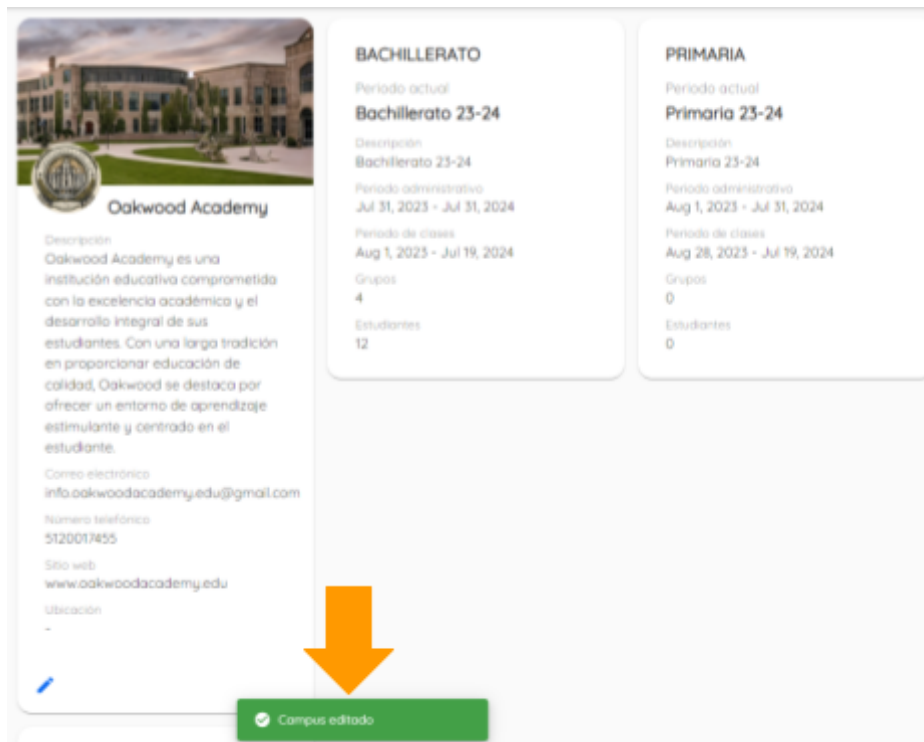 Oakwood Academy
Descripción
Oakwood Academy es una
institución educativa comprometida
con la excelencia académica y el
desarrollo integral de sus
estudiantes. Con una larga tradición
en proporcionar educación de
calidad, Oakwood se destaca por
ofrecer un entorno de aprendizaje
estimulante y centrado en el
estudiante.
Correo electrónico
info.oakwoodacademy.edu@gmail.com
Número telefónico
5120017455
Sitio web
www.oakwoodacademy.edu
Ubicación
-
BACHILLERATO
Periodo actual
Bachillerato 23-24
Descripción
Bachillerato 23-24
Periodo administrativo
Jul 31, 2023 - Jul 31, 2024
Periodo de clases
Aug 1, 2023 - Jul 19, 2024
Grupos
4
Estudiantes
12
PRIMARIA
Periodo actual
Primaria 23-24
Descripción
Primaria 23-24
Periodo administrativo
Aug 1, 2023 - Jul 31, 2024
Periodo de clases
Aug 28, 2023 - Jul 19, 2024
Grupos
0
Estudiantes
0
Campus editado